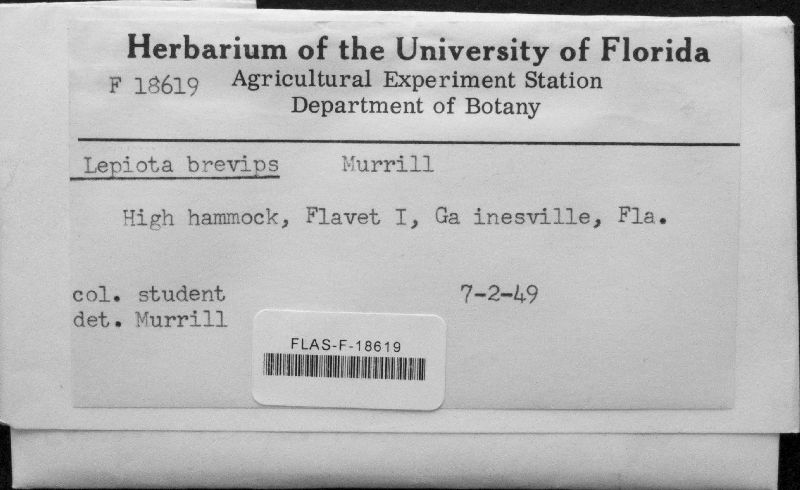 Herbarium of the University of Florida
F 18619 Agricultural Experiment Station
Department of Botany
Lepiota brevips Murrill
High hammock, Flavet I, Ga inesville, Fla.
col. student 7-2-49
det. Murrill
FLAS-F-18619